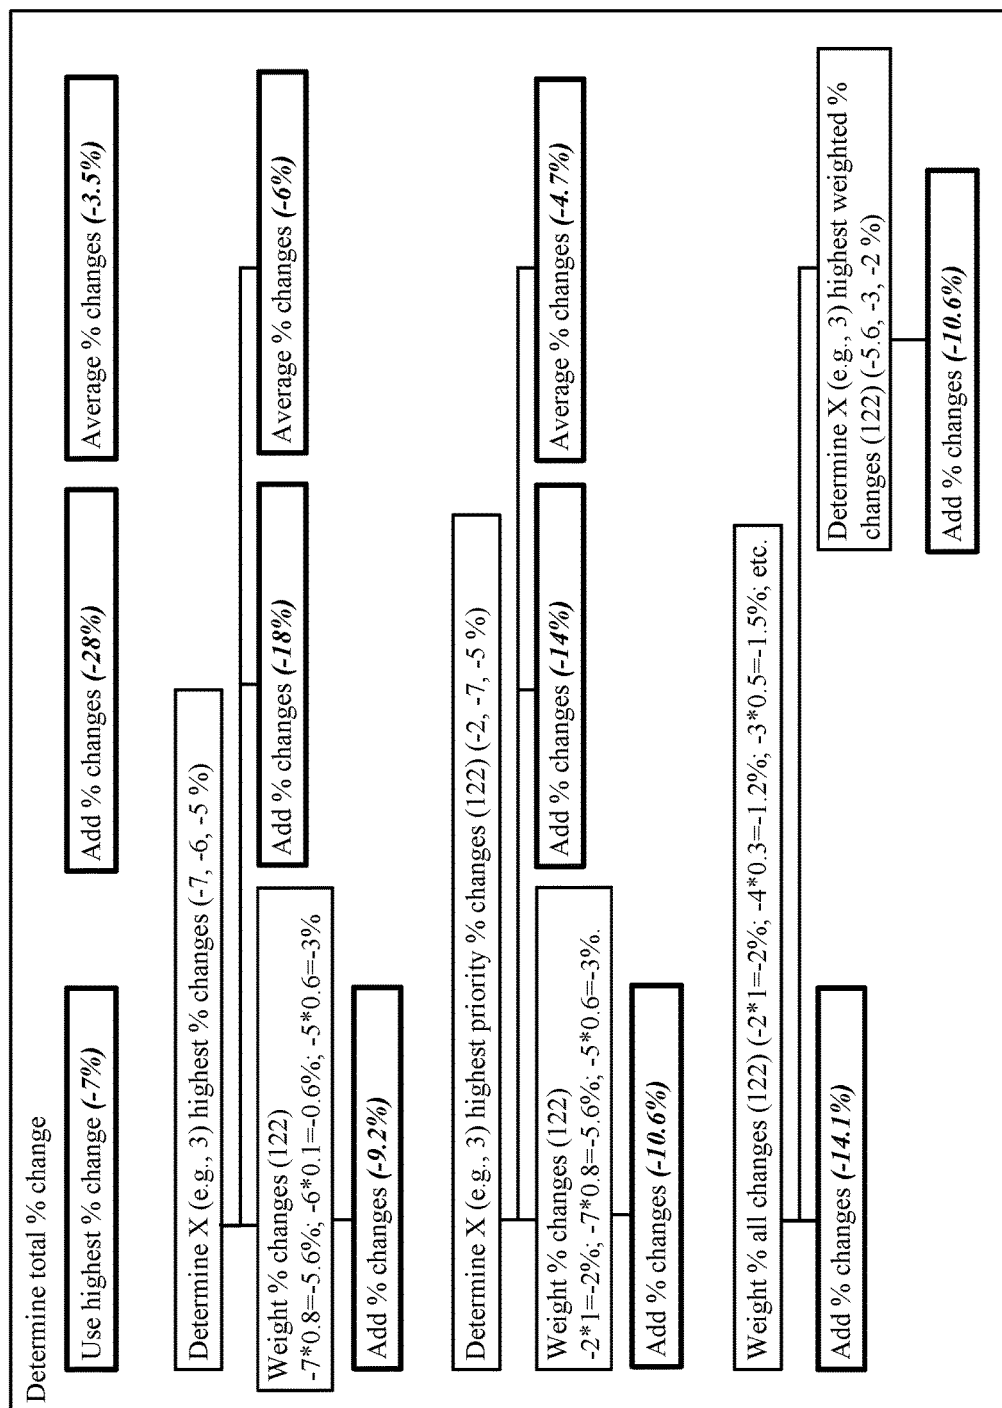 Determine total % change
Use highest % change (-7%)
Add % changes (-28%)
Average % changes (-3.5%)
Determine X (e.g., 3) highest % changes (-7, -6, -5 %)
Weight % changes (122)
-7*0.8=-5.6%; -6*0.1=-0.6%; -5*0.6=-3%
Add % changes (-9.2%)
Add % changes (-18%)
Average % changes (-6%)
Determine X (e.g., 3) highest priority % changes (122) (-2, -7, -5 %)
Weight % changes (122)
-2*1=-2%; -7*0.8=-5.6%; -5*0.6=-3%.
Add % changes (-10.6%)
Add % changes (-14%)
Average % changes (-4.7%)
Weight % all changes (122) (-2*1=-2%; -4*0.3=-1.2%; -3*0.5=-1.5%; etc.
Add % changes (-14.1%)
Determine X (e.g., 3) highest weighted %
changes (122) (-5.6, -3, -2 %)
Add % changes (-10.6%)